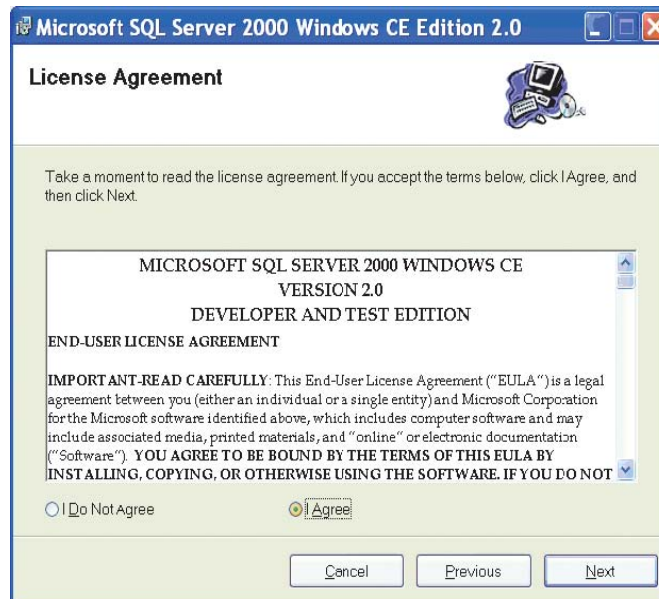 Microsoft SQL Server 2000 Windows CE Edition 2.0
License Agreement
Take a moment to read the license agreement. If you accept the terms below, click I Agree, and
then click Next.
MICROSOFT SQL SERVER 2000 WINDOWS CE
VERSION 2.0
DEVELOPER AND TEST EDITION
END-USER LICENSE AGREEMENT
IMPORTANT-READ CAREFULLY: This End-User License Agreement ("EULA") is a legal
agreement between you (either an individual or a single entity) and Microsoft Corporation
for the Microsoft software identified above, which includes computer software and may
include associated media, printed materials, and "online" or electronic documentation
("Software"). YOU AGREE TO BE BOUND BY THE TERMS OF THIS EULA BY
INSTALLING, COPYING, OR OTHERWISE USING THE SOFTWARE. IF YOU DO NOT
I Do Not Agree
I Agree
Cancel
Previous
Next